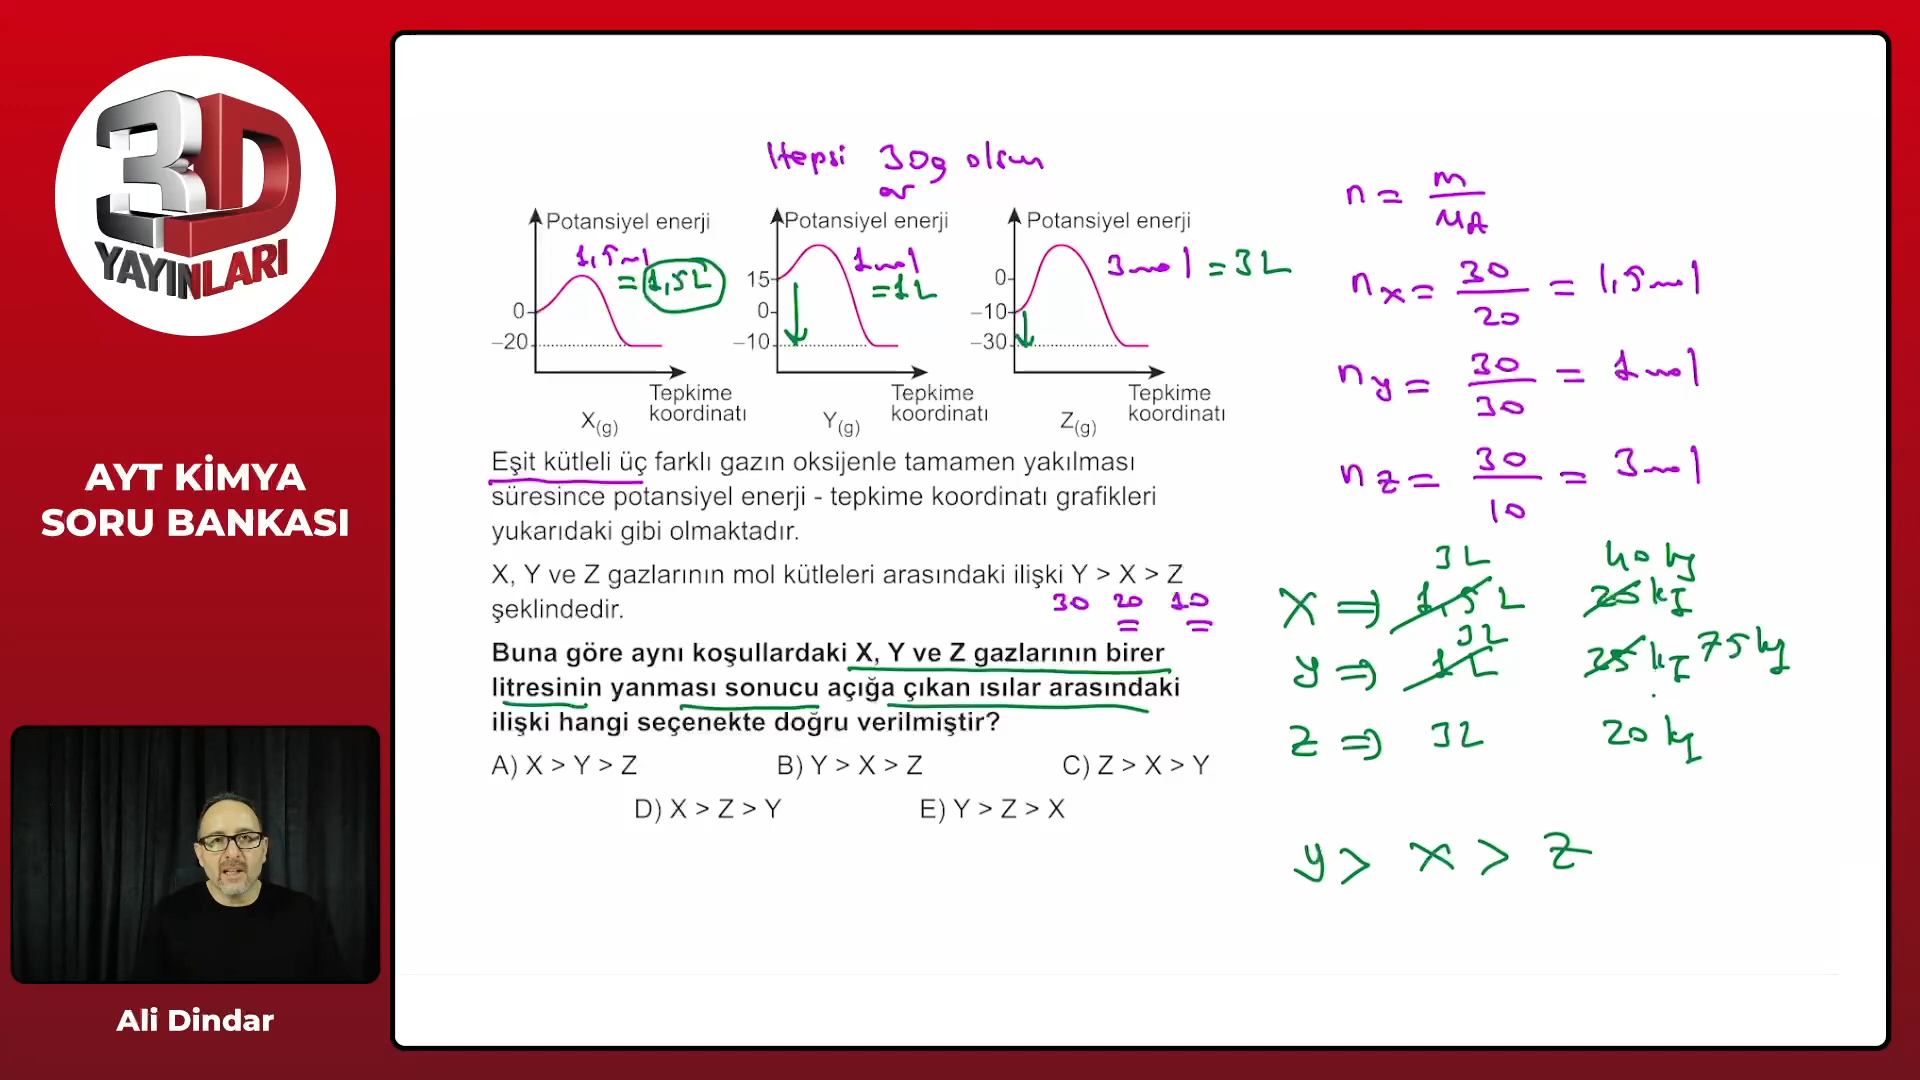 3D
YAYINLARI
AYT KİMYA
SORU BANKASI
Ali Dindar
Hepsi 30g olsun
Potansiyel enerji
1,5 mol
= 1,5L
0
-20
Tepkime
koordinatı
X(g)
Potansiyel enerji
1 mol
= 1L
15
0
-10
Tepkime
koordinatı
Y(g)
Potansiyel enerji
3 mol = 3L
0
-10
-30
Tepkime
koordinatı
Z(g)
Eşit kütleli üç farklı gazın oksijenle tamamen yakılması
süresince potansiyel enerji - tepkime koordinatı grafikleri
yukarıdaki gibi olmaktadır.
X, Y ve Z gazlarının mol kütleleri arasındaki ilişki Y > X > Z
şeklindedir.
30 20 10
Buna göre aynı koşullardaki X, Y ve Z gazlarının birer
litresinin yanması sonucu açığa çıkan ısılar arasındaki
ilişki hangi seçenekte doğru verilmiştir?
A) X > Y > Z
B) Y > X > Z
C) Z > X > Y
D) X > Z > Y
E) Y > Z > X
n = m / MA
nx = 30 / 20 = 1,5 mol
ny = 30 / 30 = 1 mol
nz = 30 / 10 = 3 mol
3L 40 kj
X ⇒ 1,5 L kj
3L
y ⇒ 1L kj 75 kj
Z ⇒ 3L 20 kj
y > x > Z